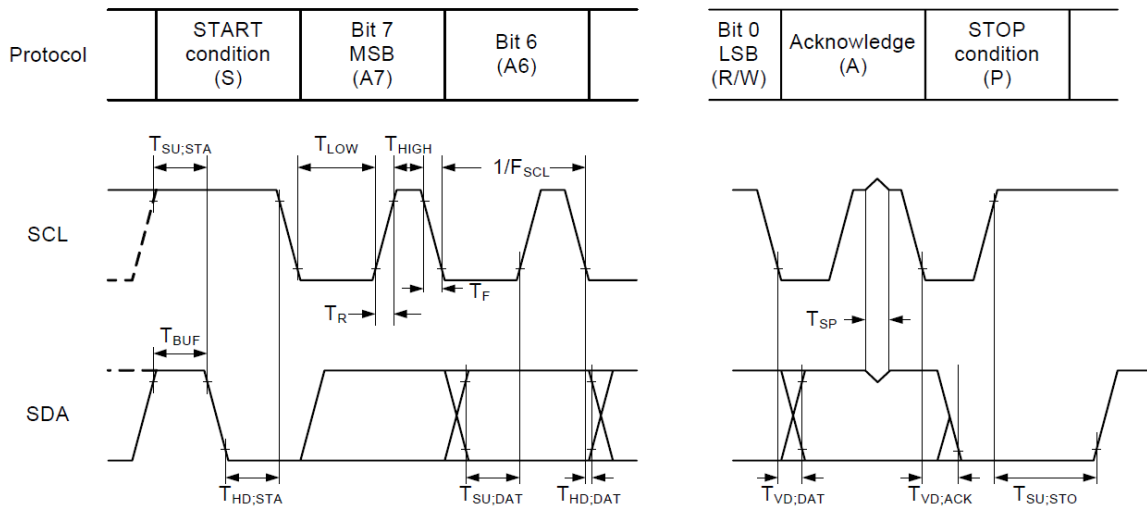 Protocol
START
condition
(S)
Bit 7
MSB
(A7)
Bit 6
(A6)
Bit 0
LSB
(R/W)
Acknowledge
(A)
STOP
condition
(P)
TSU;STA
TLOW
THIGH
1/FSCL
SCL
TF
TR
TSP
TBUF
SDA
THD;STA
TSU;DAT
THD;DAT
TVD;DAT
TVD;ACK
TSU;STO